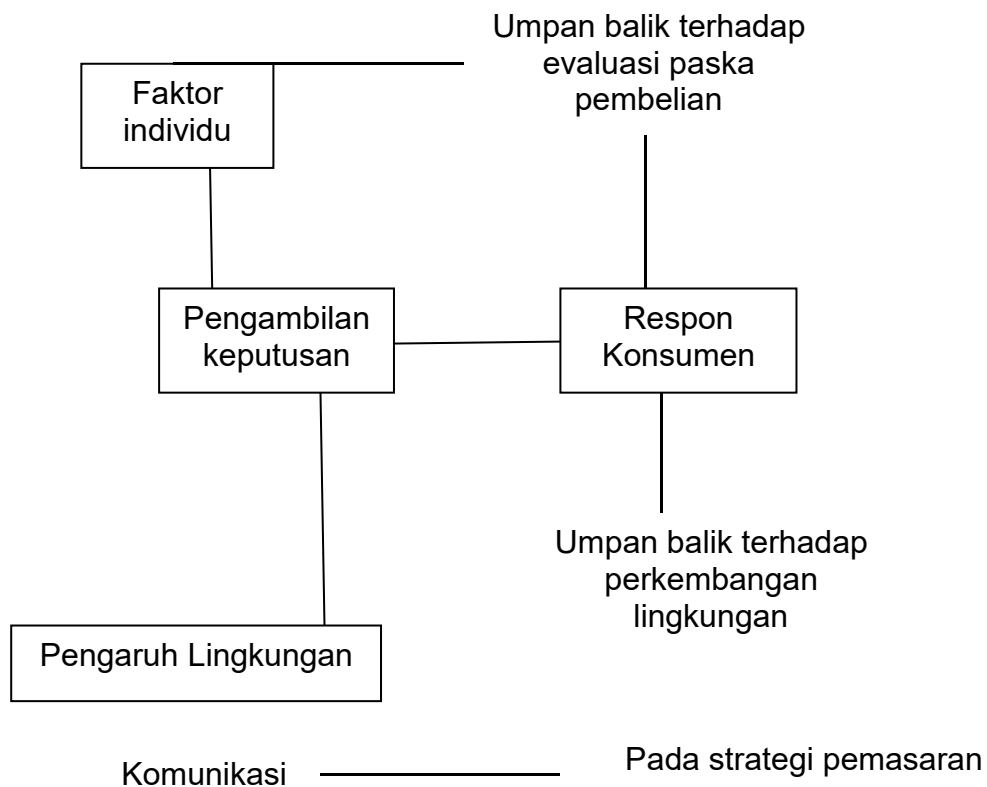 Umpan balik terhadap
evaluasi paska
pembelian
Faktor
individu
Pengambilan
keputusan
Respon
Konsumen
Umpan balik terhadap
perkembangan
lingkungan
Pengaruh Lingkungan
Komunikasi
Pada strategi pemasaran